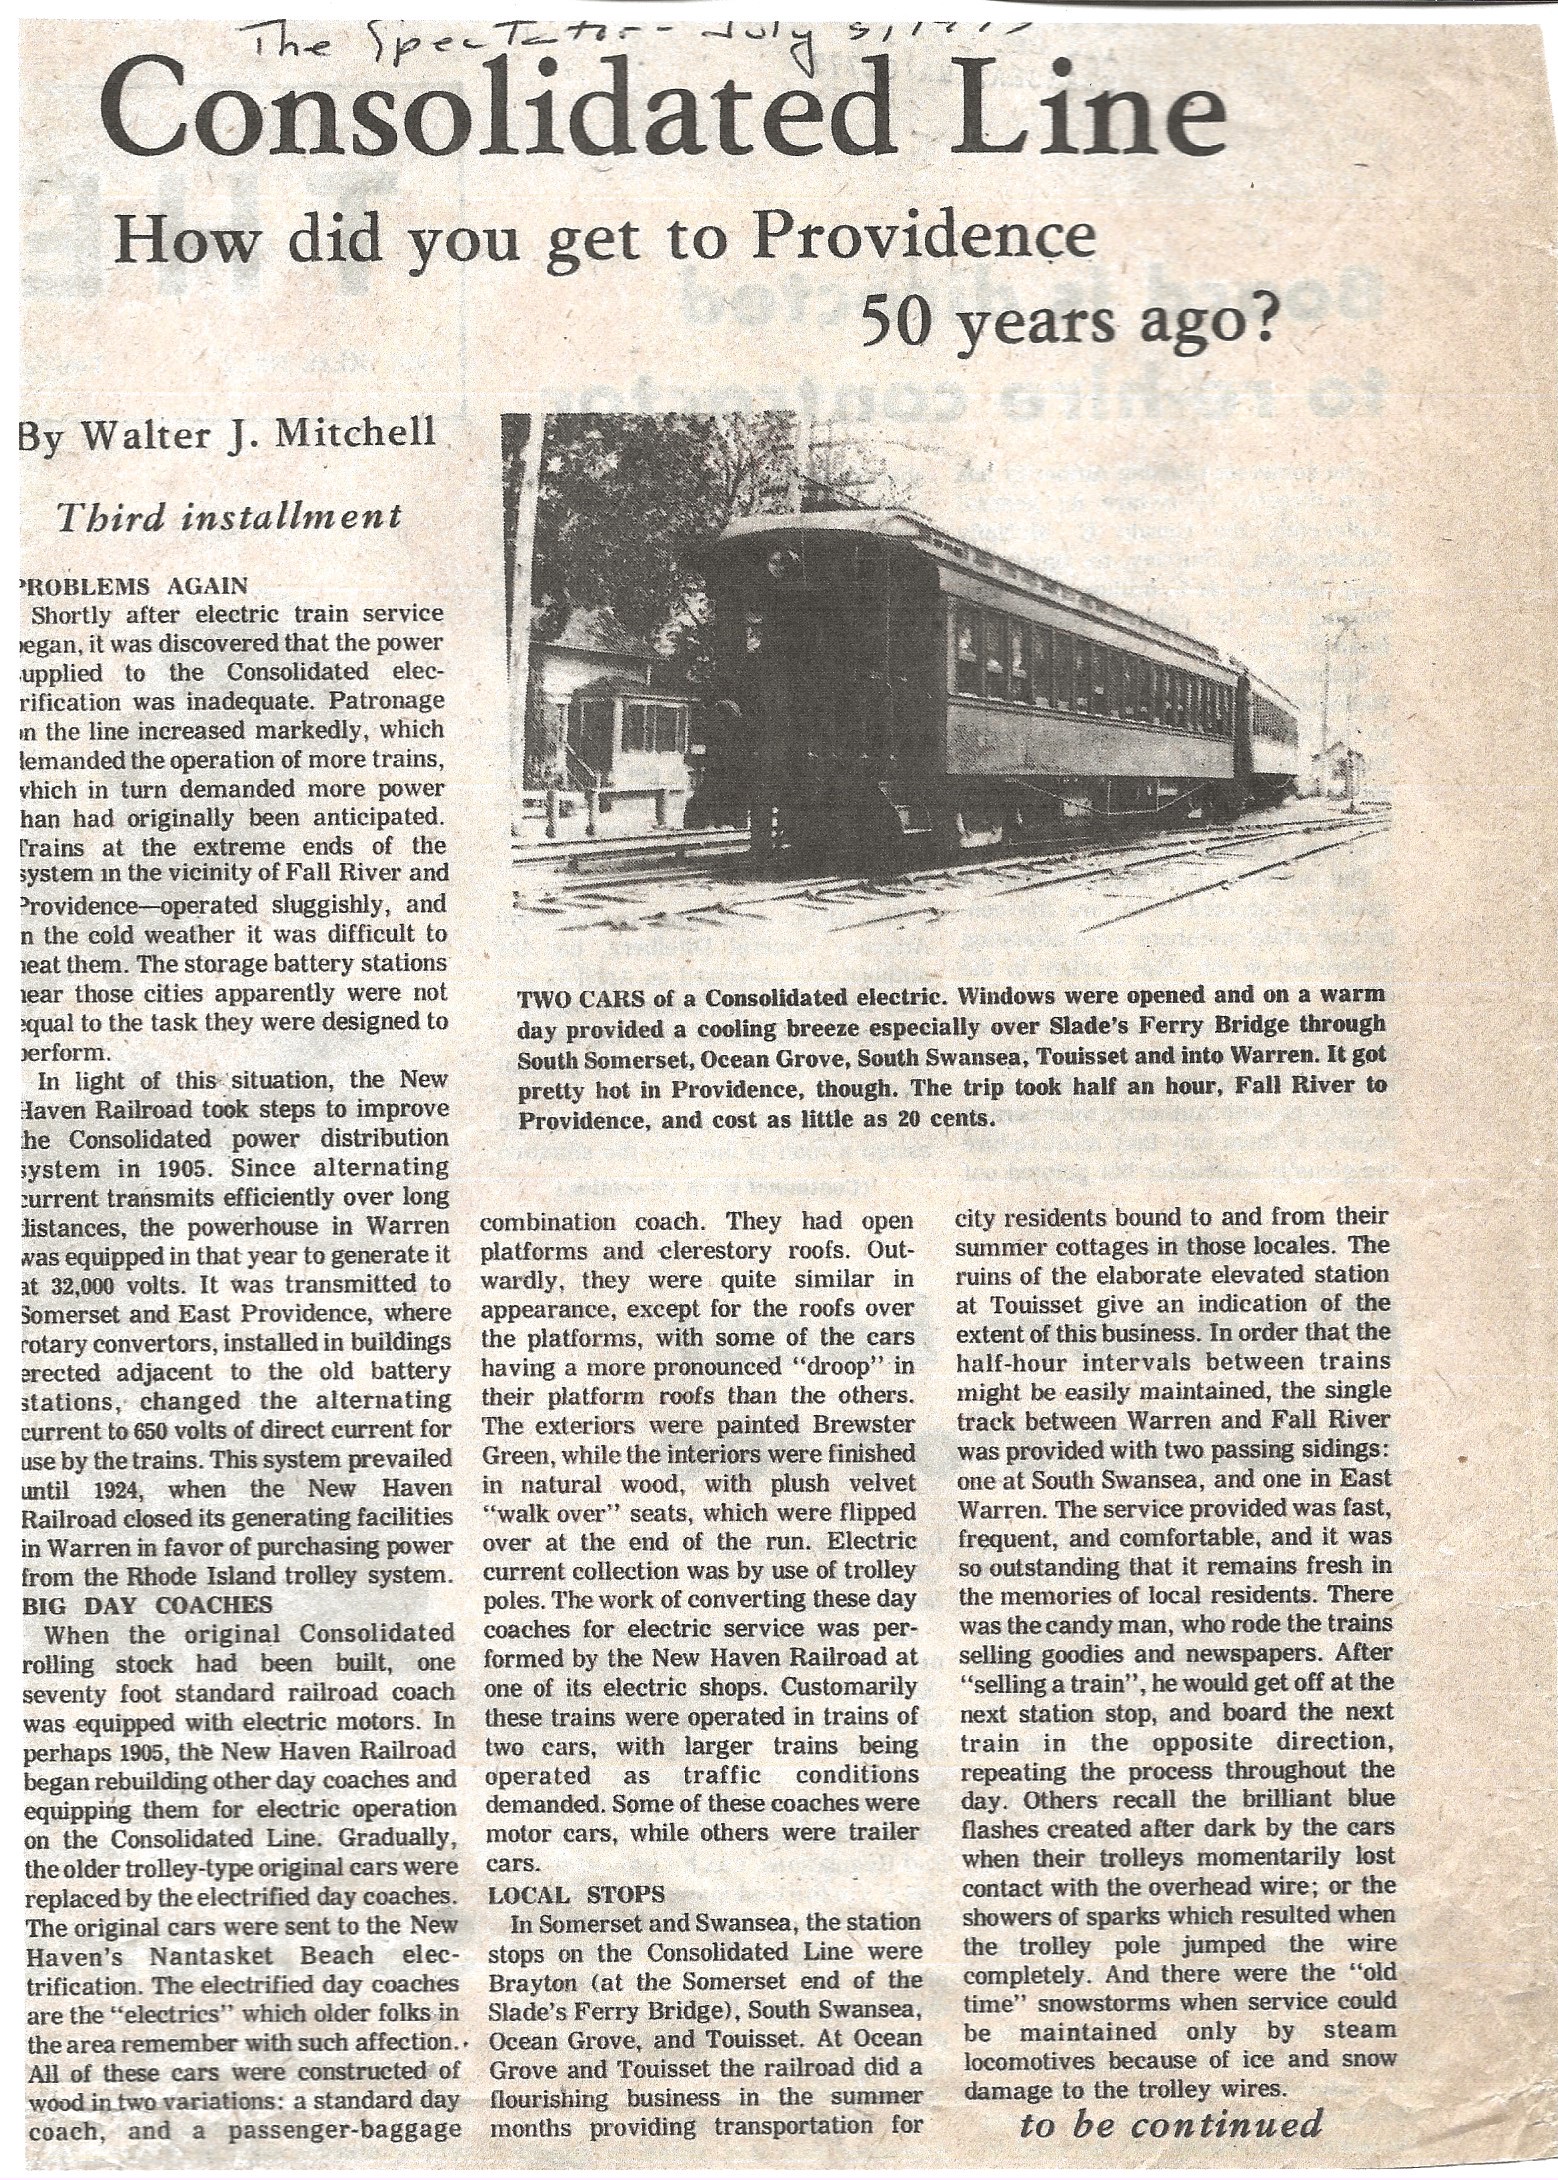 The Spectator - July 5, 19
Consolidated Line
How did you get to Providence
50 years ago?
By Walter J. Mitchell
Third installment
PROBLEMS AGAIN
Shortly after electric train service
began, it was discovered that the power
supplied to the Consolidated elec-
trification was inadequate. Patronage
on the line increased markedly, which
demanded the operation of more trains,
which in turn demanded more power
than had originally been anticipated.
Trains at the extreme ends of the
system in the vicinity of Fall River and
Providence—operated sluggishly, and
in the cold weather it was difficult to
heat them. The storage battery stations
near those cities apparently were not
equal to the task they were designed to
perform.
In light of this situation, the New
Haven Railroad took steps to improve
the Consolidated power distribution
system in 1905. Since alternating
current transmits efficiently over long
distances, the powerhouse in Warren
was equipped in that year to generate it
at 32,000 volts. It was transmitted to
Somerset and East Providence, where
rotary convertors, installed in buildings
erected adjacent to the old battery
stations, changed the alternating
current to 650 volts of direct current for
use by the trains. This system prevailed
until 1924, when the New Haven
Railroad closed its generating facilities
in Warren in favor of purchasing power
from the Rhode Island trolley system.
BIG DAY COACHES
When the original Consolidated
rolling stock had been built, one
seventy foot standard railroad coach
was equipped with electric motors. In
perhaps 1905, the New Haven Railroad
began rebuilding other day coaches and
equipping them for electric operation
on the Consolidated Line. Gradually,
the older trolley-type original cars were
replaced by the electrified day coaches.
The original cars were sent to the New
Haven's Nantasket Beach elec-
trification. The electrified day coaches
are the "electrics" which older folks in
the area remember with such affection.
All of these cars were constructed of
wood in two variations: a standard day
coach, and a passenger-baggage
TWO CARS of a Consolidated electric. Windows were opened and on a warm
day provided a cooling breeze especially over Slade's Ferry Bridge through
South Somerset, Ocean Grove, South Swansea, Touisset and into Warren. It got
pretty hot in Providence, though. The trip took half an hour, Fall River to
Providence, and cost as little as 20 cents.
combination coach. They had open
platforms and clerestory roofs. Out-
wardly, they were quite similar in
appearance, except for the roofs over
the platforms, with some of the cars
having a more pronounced "droop" in
their platform roofs than the others.
The exteriors were painted Brewster
Green, while the interiors were finished
in natural wood, with plush velvet
"walk over" seats, which were flipped
over at the end of the run. Electric
current collection was by use of trolley
poles. The work of converting these day
coaches for electric service was per-
formed by the New Haven Railroad at
one of its electric shops. Customarily
these trains were operated in trains of
two cars, with larger trains being
operated as traffic conditions
demanded. Some of these coaches were
motor cars, while others were trailer
cars.
LOCAL STOPS
In Somerset and Swansea, the station
stops on the Consolidated Line were
Brayton (at the Somerset end of the
Slade's Ferry Bridge), South Swansea,
Ocean Grove, and Touisset. At Ocean
Grove and Touisset the railroad did a
flourishing business in the summer
months providing transportation for
city residents bound to and from their
summer cottages in those locales. The
ruins of the elaborate elevated station
at Touisset give an indication of the
extent of this business. In order that the
half-hour intervals between trains
might be easily maintained, the single
track between Warren and Fall River
was provided with two passing sidings:
one at South Swansea, and one in East
Warren. The service provided was fast,
frequent, and comfortable, and it was
so outstanding that it remains fresh in
the memories of local residents. There
was the candy man, who rode the trains
selling goodies and newspapers. After
"selling a train", he would get off at the
next station stop, and board the next
train in the opposite direction,
repeating the process throughout the
day. Others recall the brilliant blue
flashes created after dark by the cars
when their trolleys momentarily lost
contact with the overhead wire; or the
showers of sparks which resulted when
the trolley pole jumped the wire
completely. And there were the "old
time" snowstorms when service could
be maintained only by steam
locomotives because of ice and snow
damage to the trolley wires.
to be continued